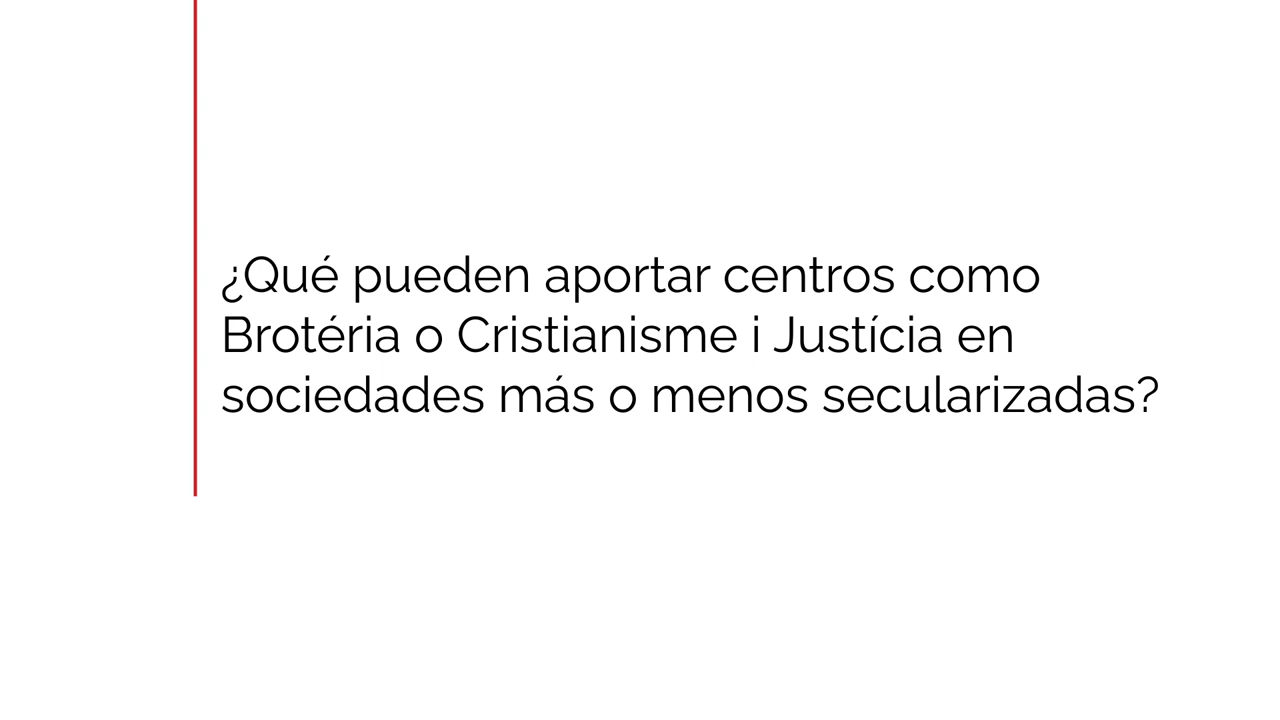 ¿Qué pueden aportar centros como
Brotéria o Cristianisme i Justícia en
sociedades más o menos secularizadas?